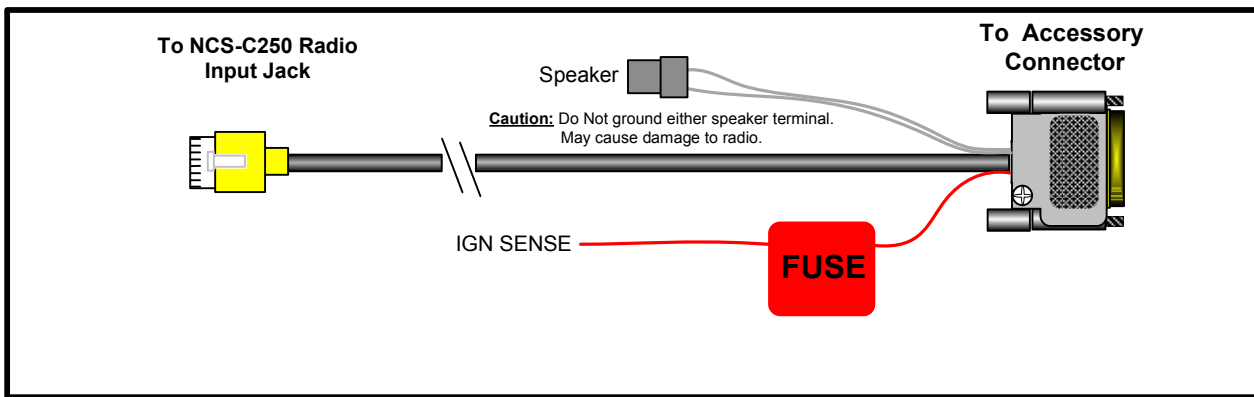 To NCS-C250 Radio
Input Jack
To Accessory
Connector
Speaker
Caution: Do Not ground either speaker terminal.
May cause damage to radio.
IGN SENSE
FUSE